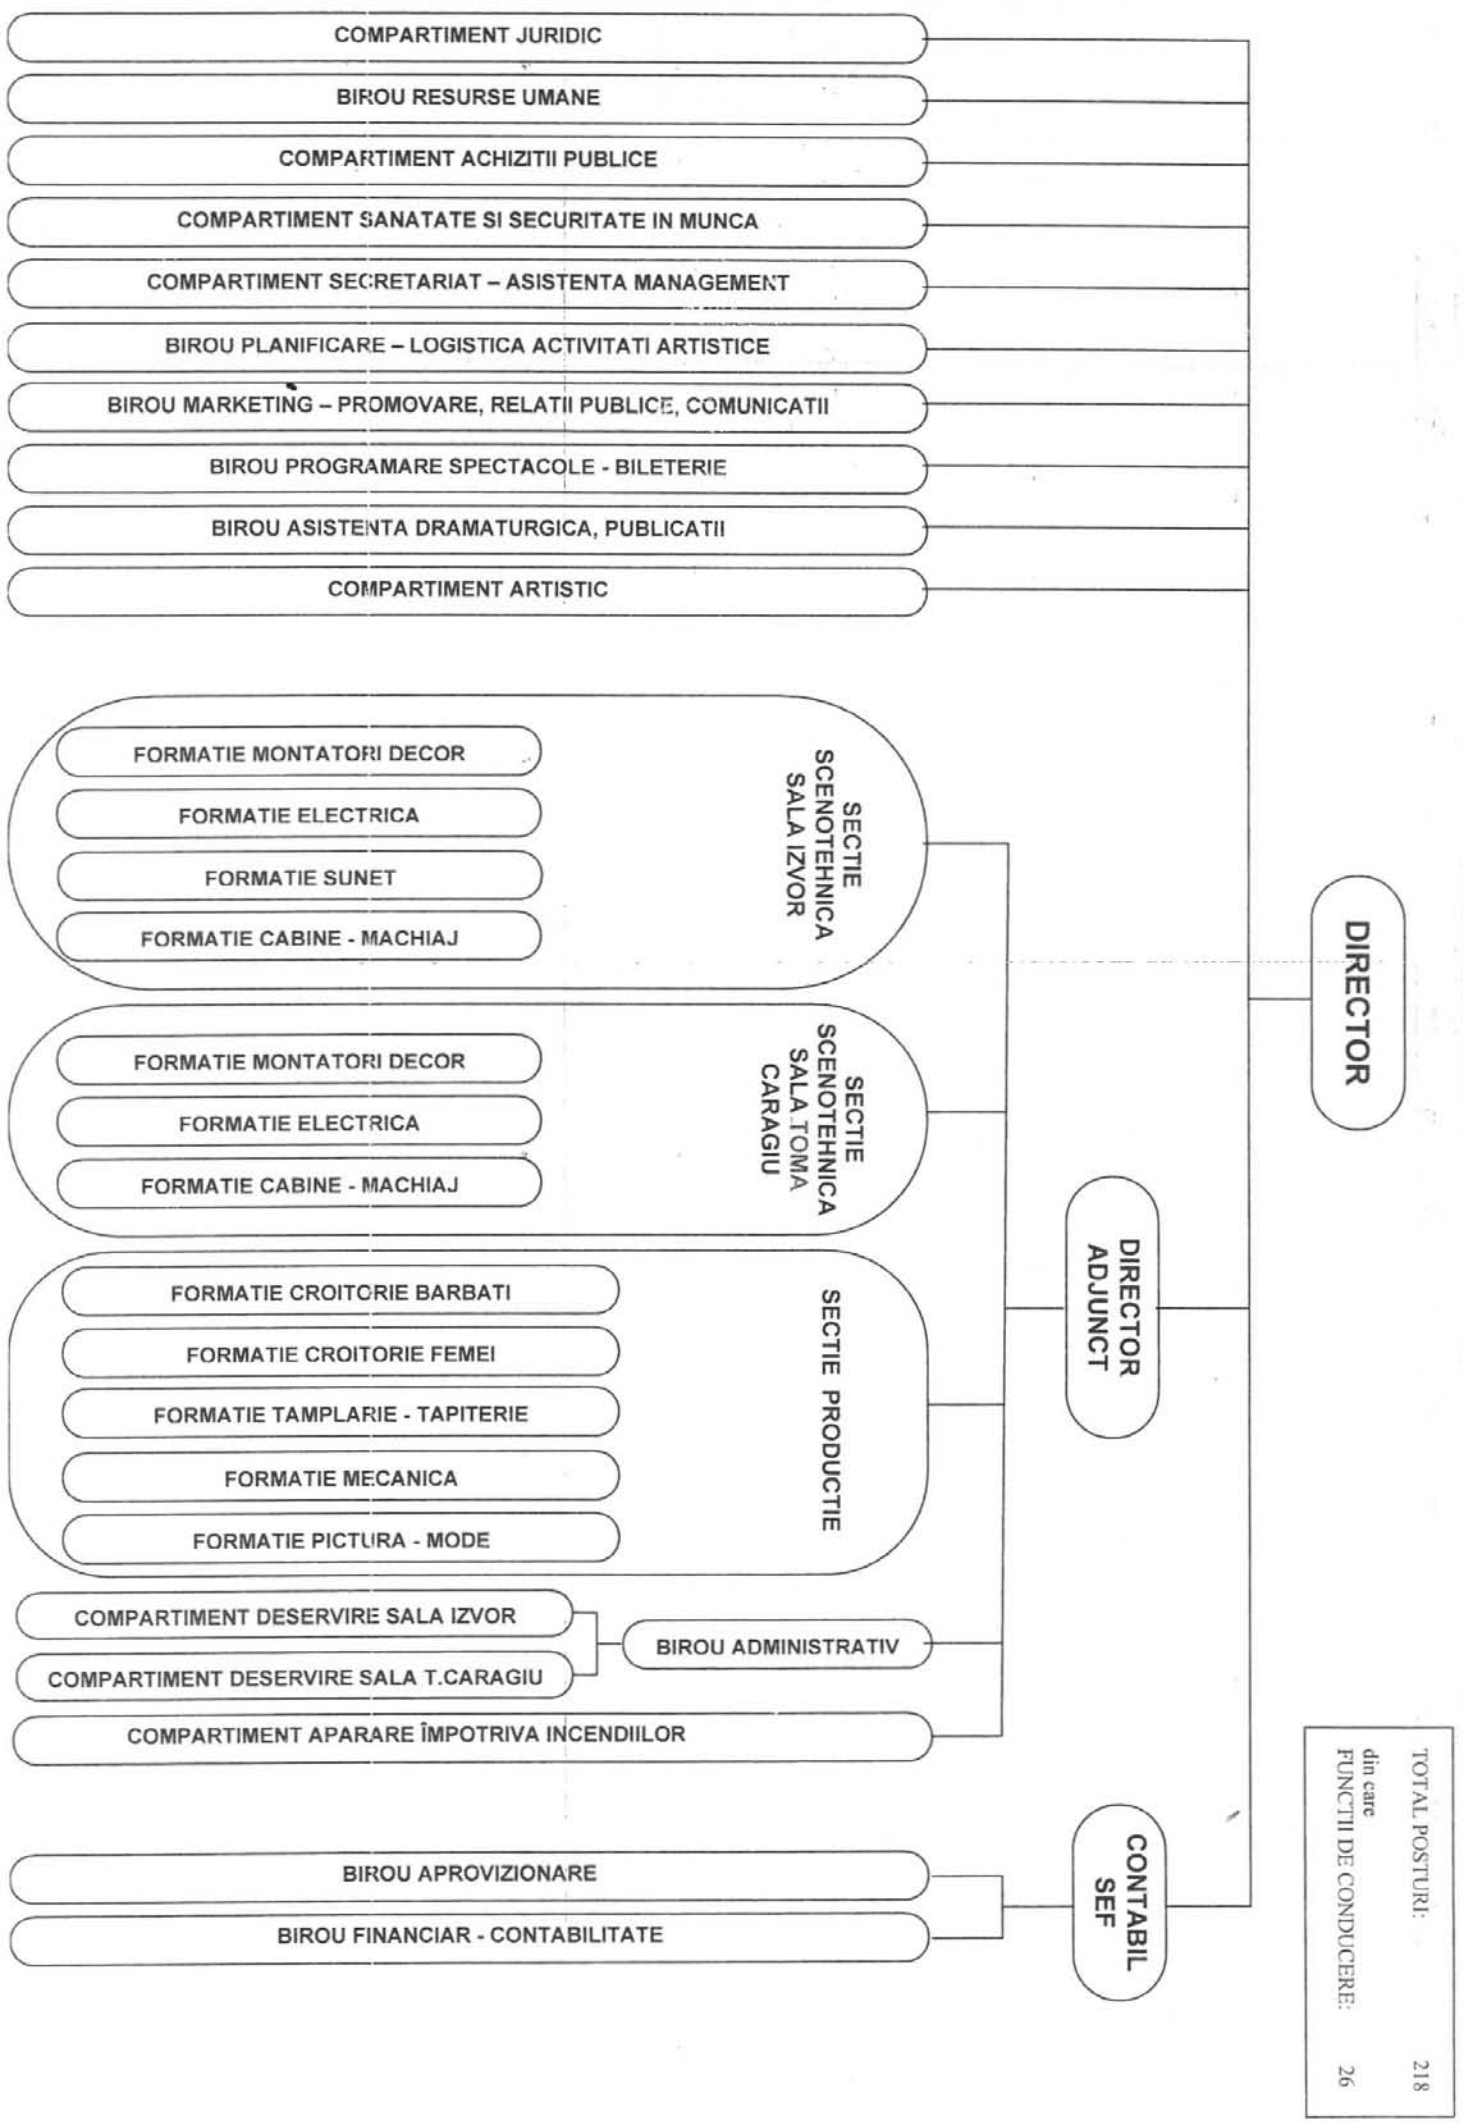 DIRECTOR
TOTAL POSTURI: 218
din care
FUNCTII DE CONDUCERE: 26
DIRECTOR
ADJUNCT
CONTABIL
SEF
COMPARTIMENT JURIDIC
BIROU RESURSE UMANE
COMPARTIMENT ACHIZITII PUBLICE
COMPARTIMENT SANATATE SI SECURITATE IN MUNCA
COMPARTIMENT SECRETARIAT – ASISTENTA MANAGEMENT
BIROU PLANIFICARE – LOGISTICA ACTIVITATI ARTISTICE
BIROU MARKETING – PROMOVARE, RELATII PUBLICE, COMUNICATII
BIROU PROGRAMARE SPECTACOLE - BILETERIE
BIROU ASISTENTA DRAMATURGICA, PUBLICATII
COMPARTIMENT ARTISTIC
SECTIE
SCENOTEHNICA
SALA IZVOR
FORMATIE MONTATORI DECOR
FORMATIE ELECTRICA
FORMATIE SUNET
FORMATIE CABINE - MACHIAJ
SECTIE
SCENOTEHNICA
SALA TOMA
CARAGIU
FORMATIE MONTATORI DECOR
FORMATIE ELECTRICA
FORMATIE CABINE - MACHIAJ
SECTIE PRODUCTIE
FORMATIE CROITORIE BARBATI
FORMATIE CROITORIE FEMEI
FORMATIE TAMPLARIE - TAPITERIE
FORMATIE MECANICA
FORMATIE PICTURA - MODE
BIROU ADMINISTRATIV
COMPARTIMENT DESERVIRE SALA IZVOR
COMPARTIMENT DESERVIRE SALA T.CARAGIU
COMPARTIMENT APARARE ÎMPOTRIVA INCENDIILOR
BIROU APROVIZIONARE
BIROU FINANCIAR - CONTABILITATE